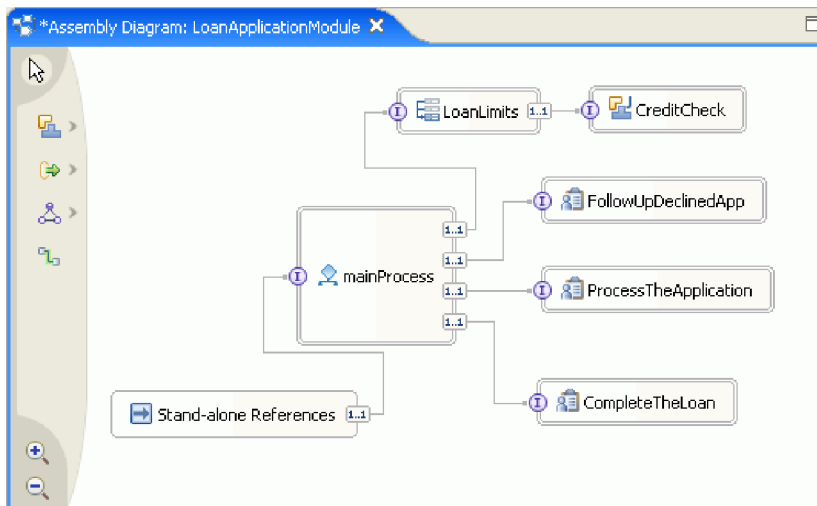 *Assembly Diagram: LoanApplicationModule
I LoanLimits 1..1
I CreditCheck
1..1
I FollowUpDeclinedApp
1..1
I mainProcess
1..1
I ProcessTheApplication
1..1
I CompleteTheLoan
Stand-alone References 1..1